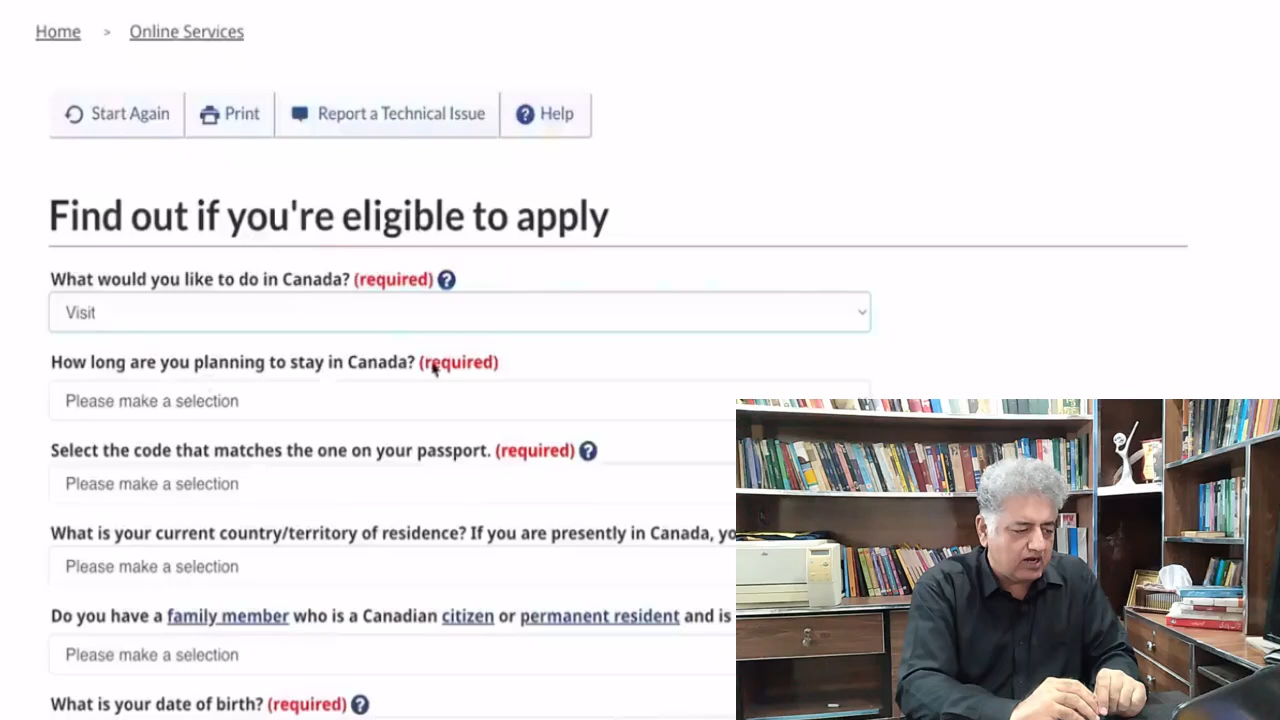 Home > Online Services
Start Again Print Report a Technical Issue Help
Find out if you're eligible to apply
What would you like to do in Canada? (required)
Visit
How long are you planning to stay in Canada? (required)
Please make a selection
Select the code that matches the one on your passport. (required)
Please make a selection
What is your current country/territory of residence? If you are presently in Canada,
Please make a selection
Do you have a family member who is a Canadian citizen or permanent resident and is
Please make a selection
What is your date of birth? (required)